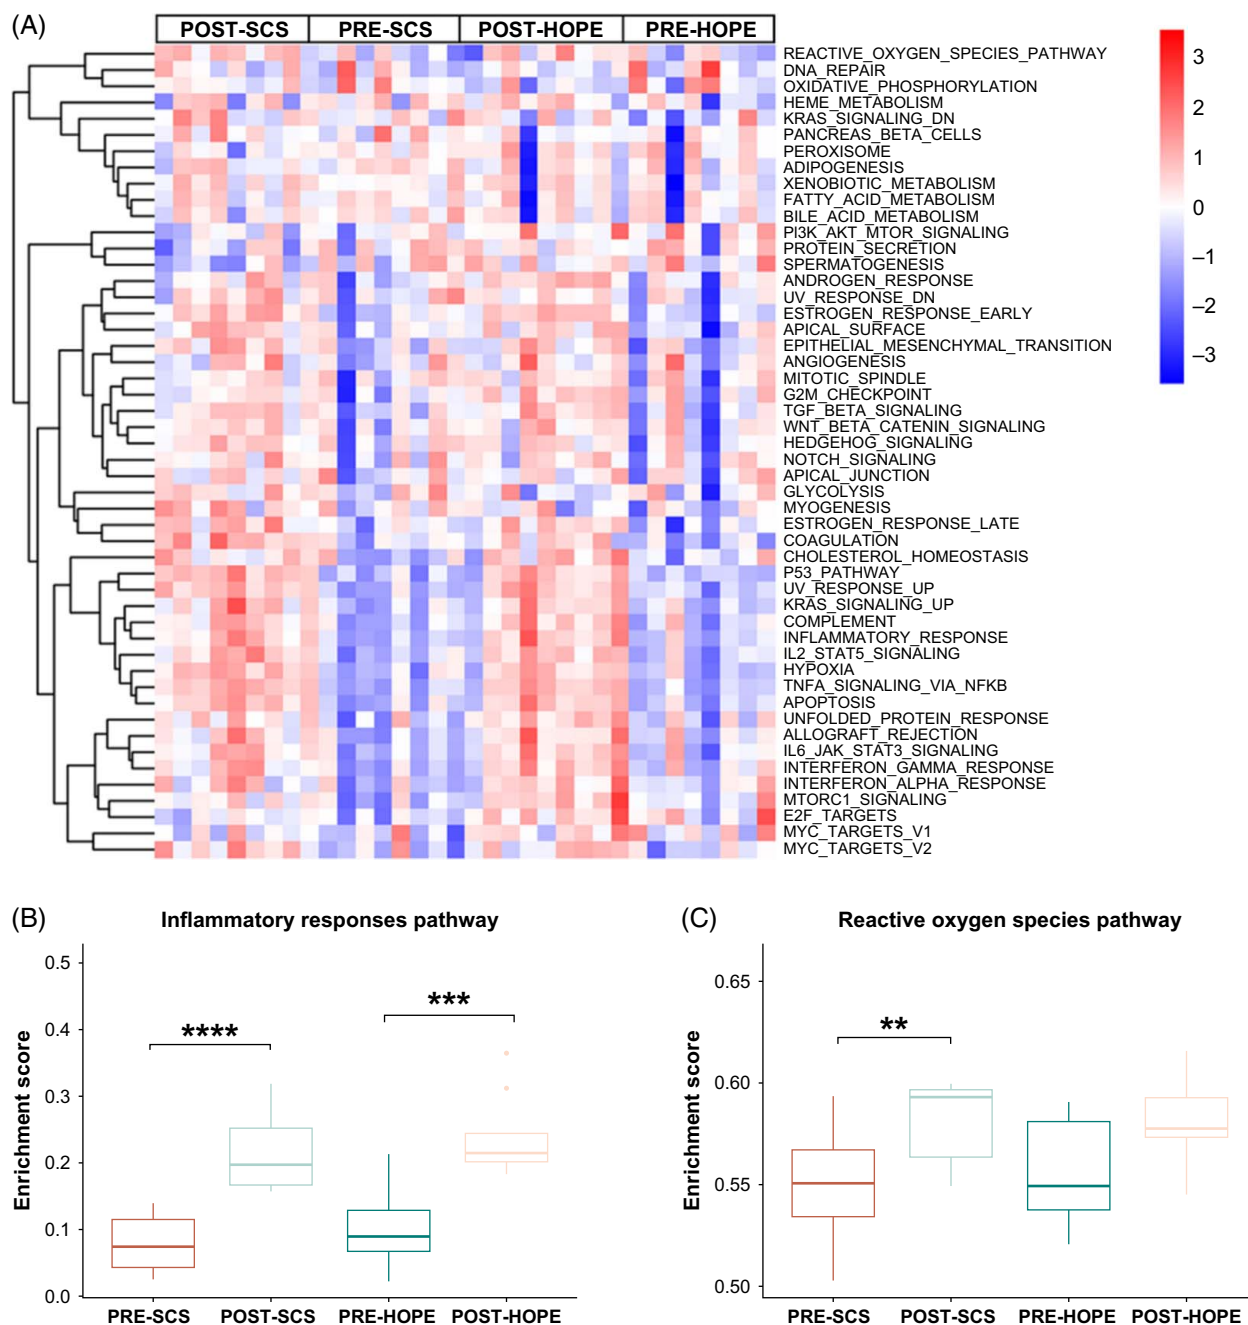 (A)
POST-SCS PRE-SCS POST-HOPE PRE-HOPE
REACTIVE_OXYGEN_SPECIES_PATHWAY
DNA_REPAIR
OXIDATIVE_PHOSPHORYLATION
HEME_METABOLISM
KRAS_SIGNALING_DN
PANCREAS_BETA_CELLS
PEROXISOME
ADIPOGENESIS
XENOBIOTIC_METABOLISM
FATTY_ACID_METABOLISM
BILE_ACID_METABOLISM
PI3K_AKT_MTOR_SIGNALING
PROTEIN_SECRETION
SPERMATOGENESIS
ANDROGEN_RESPONSE
UV_RESPONSE_DN
ESTROGEN_RESPONSE_EARLY
APICAL_SURFACE
EPITHELIAL_MESENCHYMAL_TRANSITION
ANGIOGENESIS
MITOTIC_SPINDLE
G2M_CHECKPOINT
TGF_BETA_SIGNALING
WNT_BETA_CATENIN_SIGNALING
HEDGEHOG_SIGNALING
NOTCH_SIGNALING
APICAL_JUNCTION
GLYCOLYSIS
MYOGENESIS
ESTROGEN_RESPONSE_LATE
COAGULATION
CHOLESTEROL_HOMEOSTASIS
P53_PATHWAY
UV_RESPONSE_UP
KRAS_SIGNALING_UP
COMPLEMENT
INFLAMMATORY_RESPONSE
IL2_STAT5_SIGNALING
HYPOXIA
TNFA_SIGNALING_VIA_NFKB
APOPTOSIS
UNFOLDED_PROTEIN_RESPONSE
ALLOGRAFT_REJECTION
IL6_JAK_STAT3_SIGNALING
INTERFERON_GAMMA_RESPONSE
INTERFERON_ALPHA_RESPONSE
MTORC1_SIGNALING
E2F_TARGETS
MYC_TARGETS_V1
MYC_TARGETS_V2
3
2
1
0
−1
−2
−3
(B)
Inflammatory responses pathway
Enrichment score
0.5
0.4
0.3
0.2
0.1
0.0
****
***
PRE-SCS POST-SCS PRE-HOPE POST-HOPE
(C)
Reactive oxygen species pathway
Enrichment score
0.65
0.60
0.55
0.50
**
PRE-SCS POST-SCS PRE-HOPE POST-HOPE